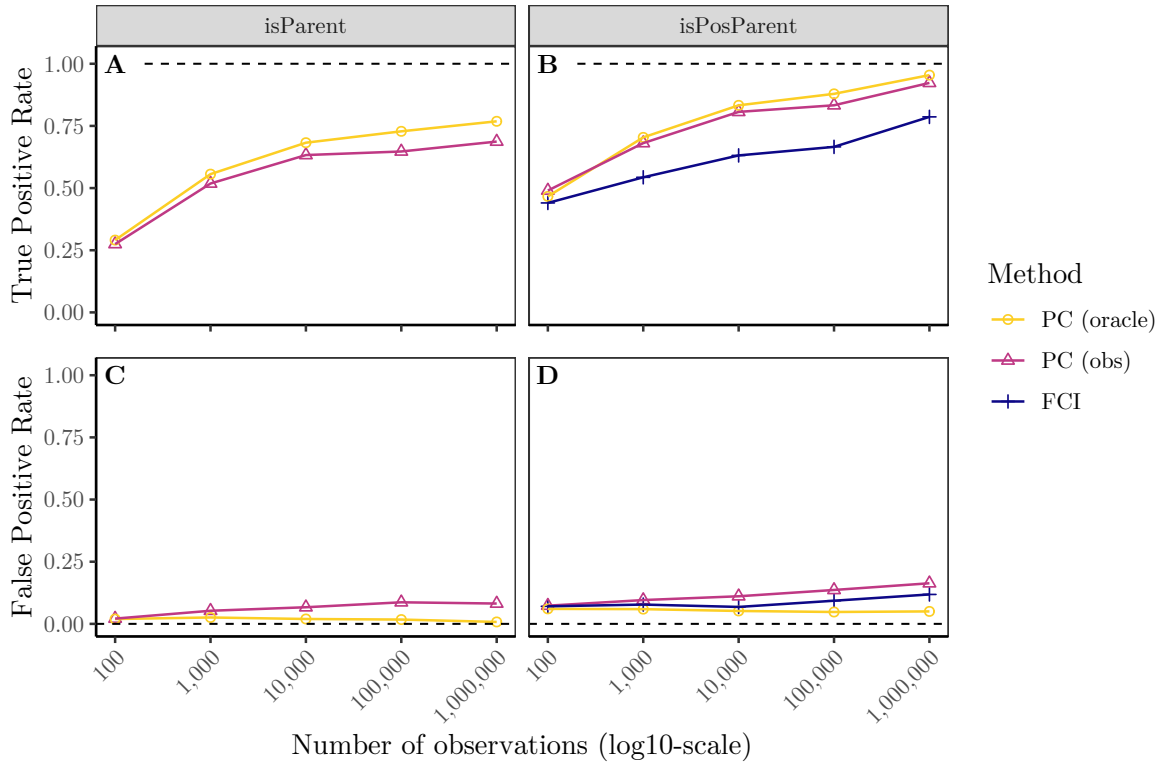 isParent
isPosParent
A
B
1.00
0.75
0.50
0.25
0.00
True Positive Rate
C
D
1.00
0.75
0.50
0.25
0.00
False Positive Rate
100
1,000
10,000
100,000
1,000,000
100
1,000
10,000
100,000
1,000,000
Number of observations (log10-scale)
Method
PC (oracle)
PC (obs)
FCI